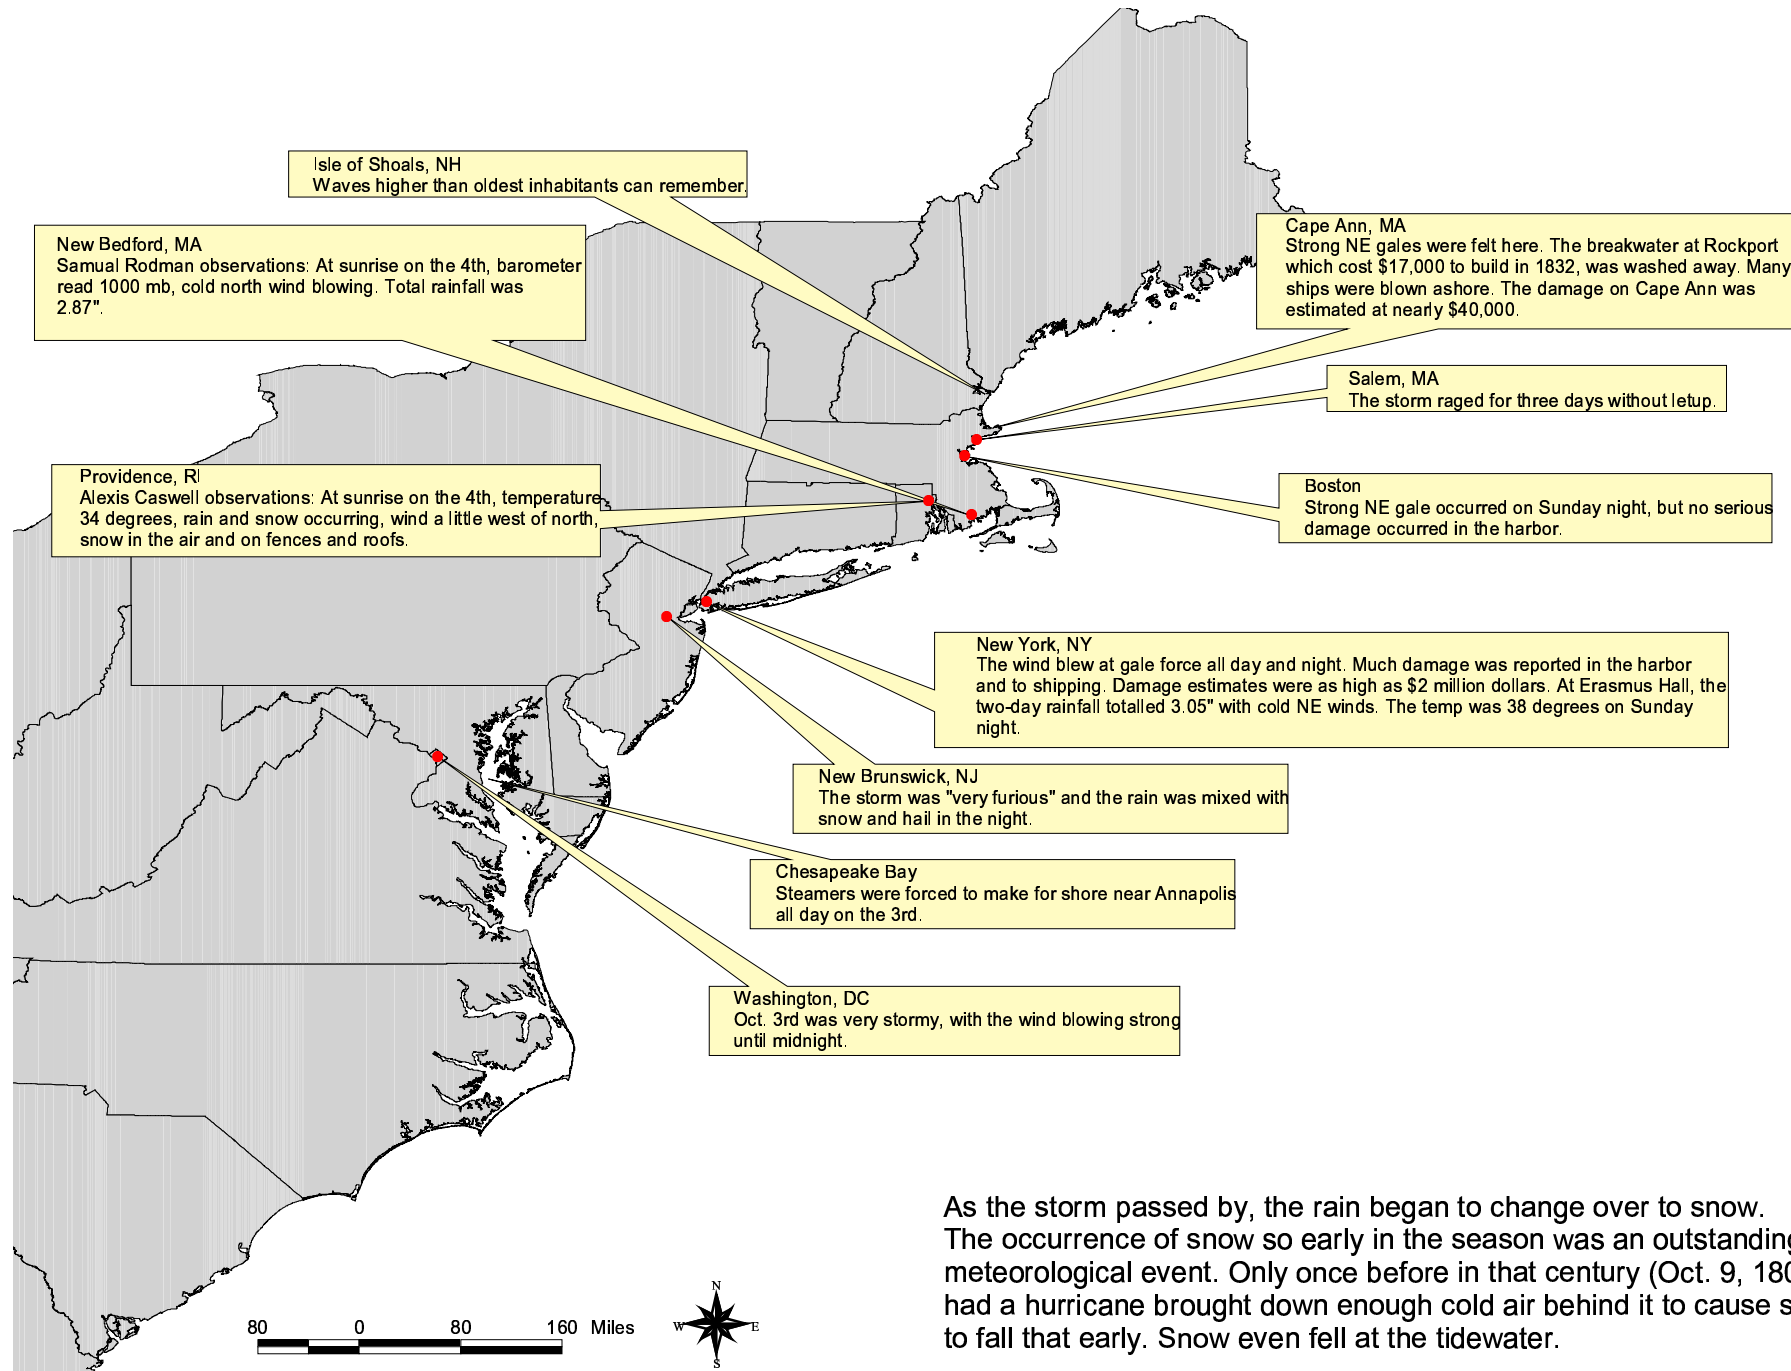 Isle of Shoals, NH
Waves higher than oldest inhabitants can remember.
New Bedford, MA
Samual Rodman observations: At sunrise on the 4th, barometer
read 1000 mb, cold north wind blowing. Total rainfall was
2.87".
Cape Ann, MA
Strong NE gales were felt here. The breakwater at Rockport
which cost $17,000 to build in 1832, was washed away. Many
ships were blown ashore. The damage on Cape Ann was
estimated at nearly $40,000.
Salem, MA
The storm raged for three days without letup.
Providence, RI
Alexis Caswell observations: At sunrise on the 4th, temperature
34 degrees, rain and snow occurring, wind a little west of north,
snow in the air and on fences and roofs.
Boston
Strong NE gale occurred on Sunday night, but no serious
damage occurred in the harbor.
New York, NY
The wind blew at gale force all day and night. Much damage was reported in the harbor
and to shipping. Damage estimates were as high as $2 million dollars. At Erasmus Hall, the
two-day rainfall totalled 3.05" with cold NE winds. The temp was 38 degrees on Sunday
night.
New Brunswick, NJ
The storm was "very furious" and the rain was mixed with
snow and hail in the night.
Chesapeake Bay
Steamers were forced to make for shore near Annapolis
all day on the 3rd.
Washington, DC
Oct. 3rd was very stormy, with the wind blowing strong
until midnight.
As the storm passed by, the rain began to change over to snow.
The occurrence of snow so early in the season was an outstanding
meteorological event. Only once before in that century (Oct. 9, 180
had a hurricane brought down enough cold air behind it to cause s
to fall that early. Snow even fell at the tidewater.
80 0 80 160 Miles
N
W E
S